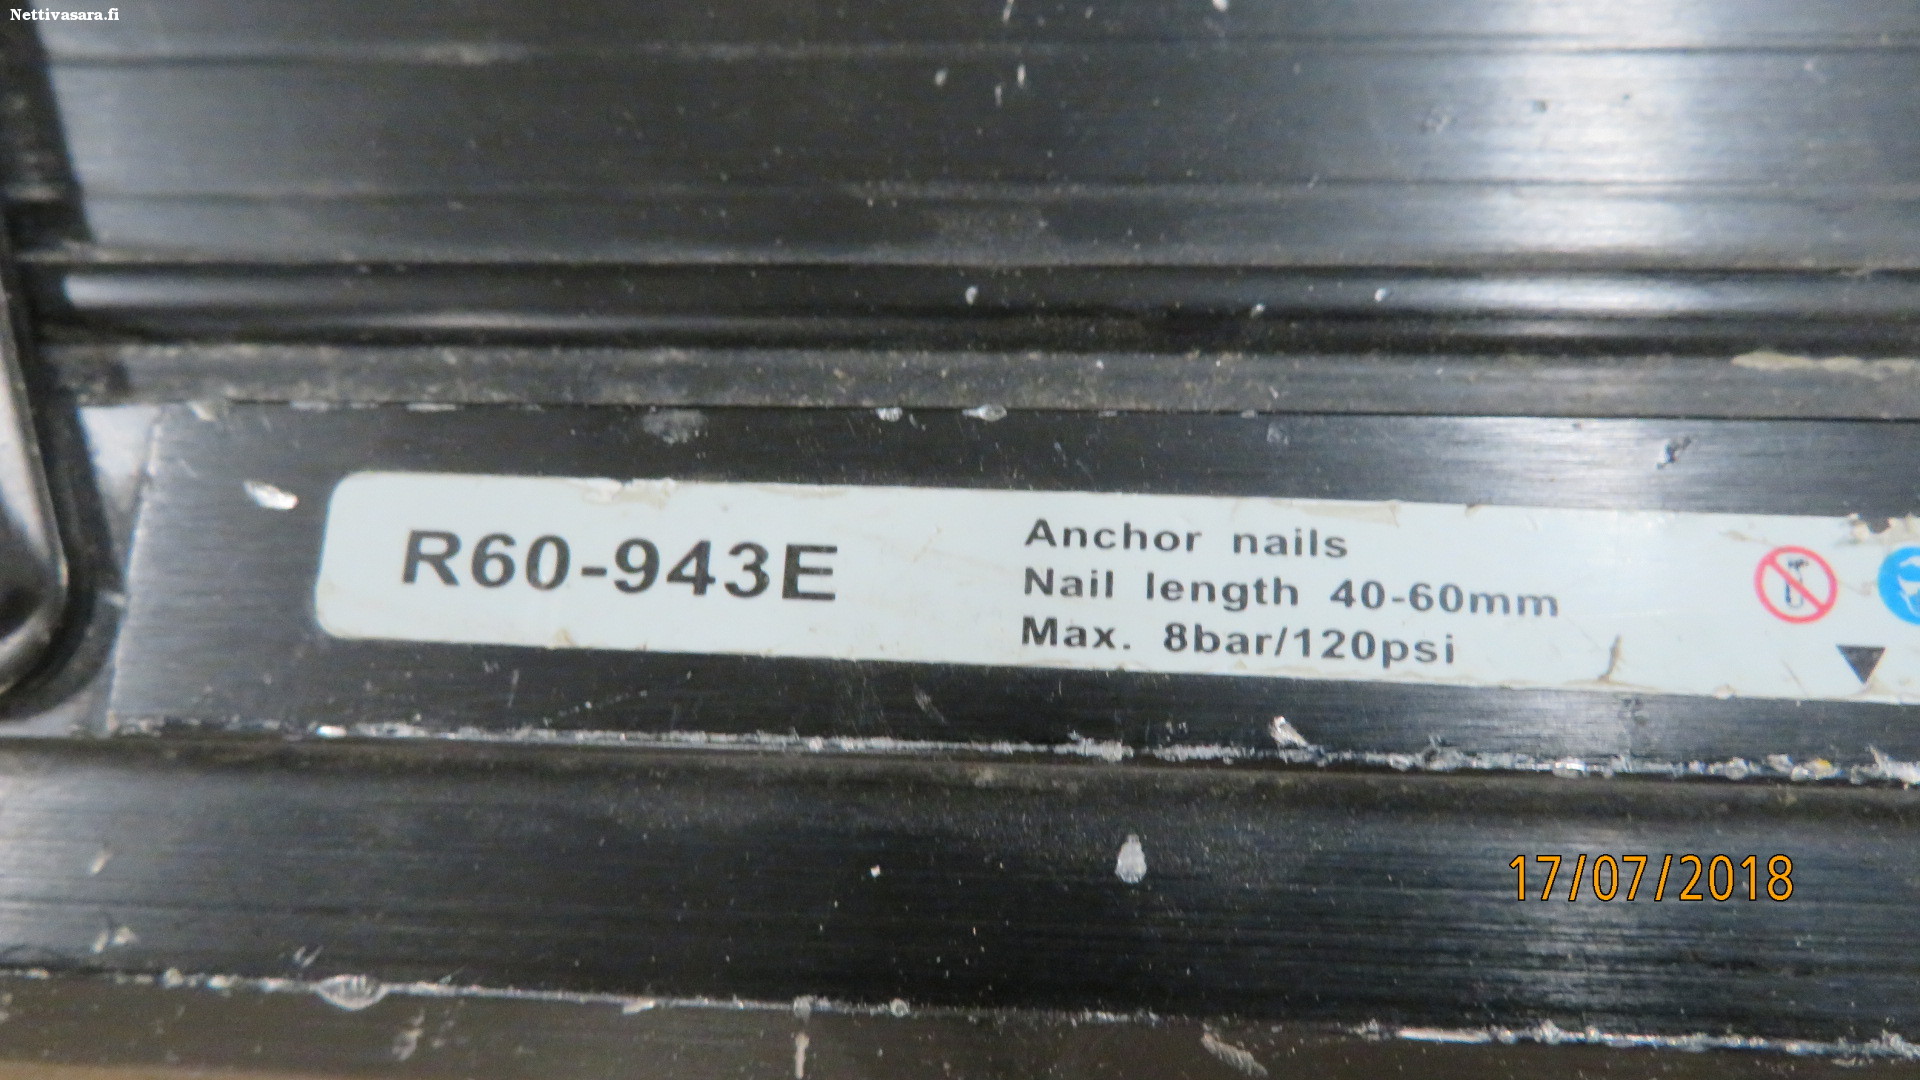 Nettivasara.fi
R60-943E
Anchor nails
Nail length 40-60mm
Max. 8bar/120psi
17/07/2018